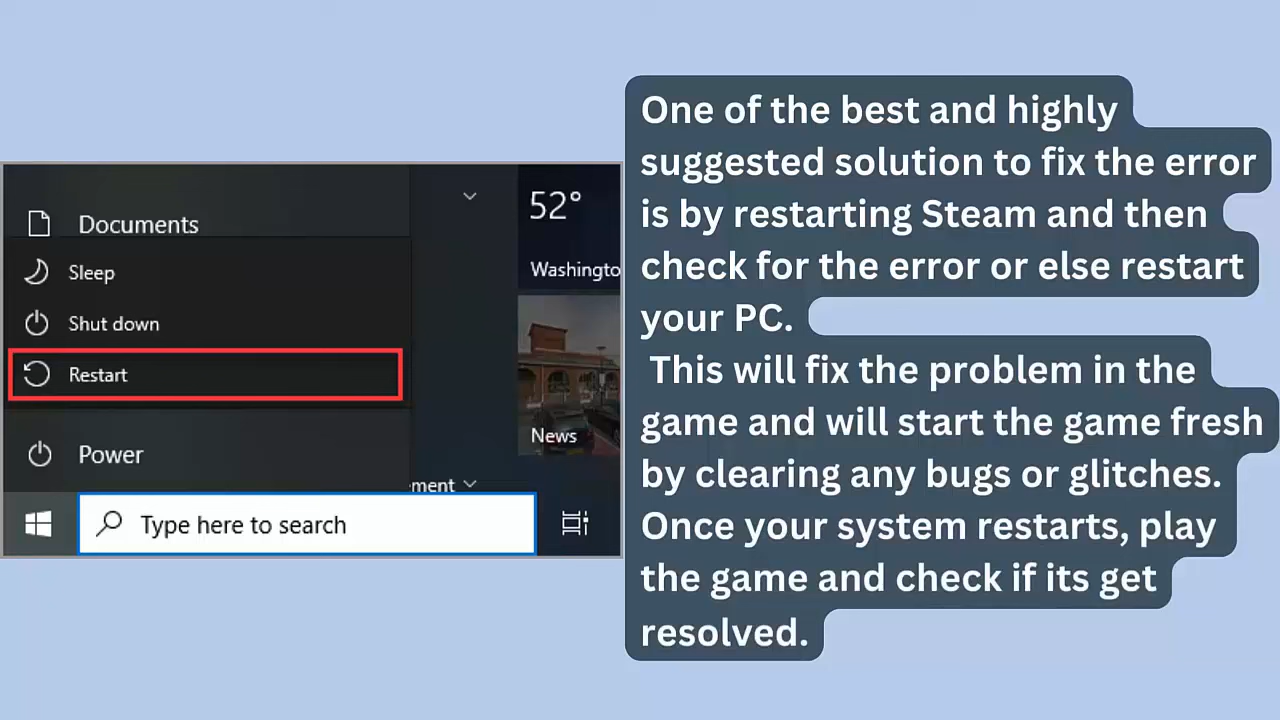 Documents
Sleep
Shut down
Restart
Power
Type here to search
52°
Washingto
News
ment
One of the best and highly
suggested solution to fix the error
is by restarting Steam and then
check for the error or else restart
your PC.
This will fix the problem in the
game and will start the game fresh
by clearing any bugs or glitches.
Once your system restarts, play
the game and check if its get
resolved.